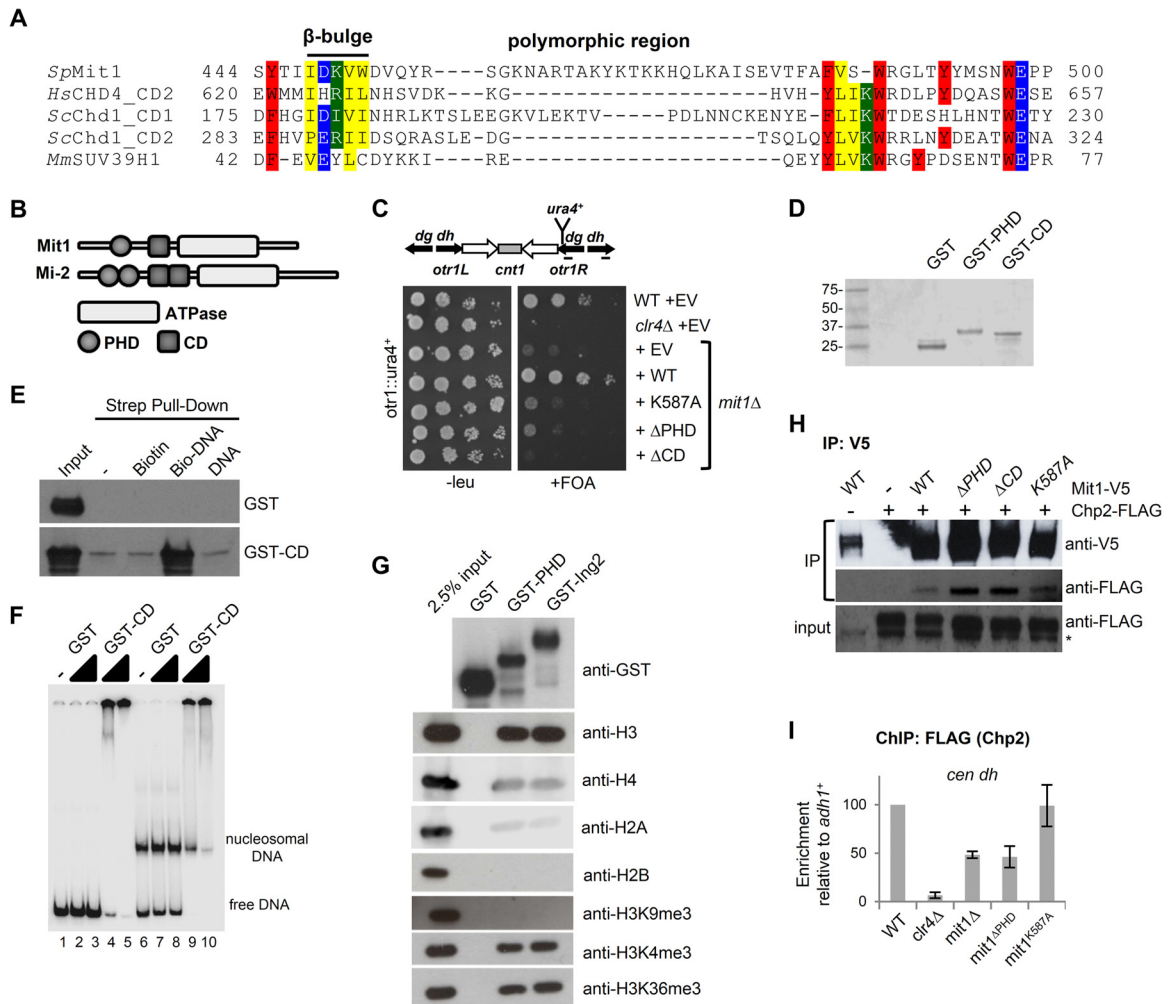 A
β-bulge
polymorphic region
SpMit1 444 SYTIIDKVWDVQYR----SGKNARTAKYKTKKHQLKAISEVTFAFVS-WRGLTYYMSNWEPP 500
HsCHD4_CD2 620 EWMMIHRILNHSVDK---KG------------------HVH-YLIKWRDLPYDQASWESE 657
ScChd1_CD1 175 DFHGIDIVINHRLKTSLEEGKVLEKTV-----PDLNNCKENYE-FLIKWTDESHLHNTWETY 230
ScChd1_CD2 283 EFHVPERIIDSQRASLE-DG------------------TSQLQYLVKWRRLNYDEATWENA 324
MmSUV39H1 42 DF-EVEYLCDYKKI----RE------------------QEYYLVKWRGYPDSENTWEPR 77
B
Mit1
Mi-2
ATPase
PHD
CD
C
ura4+
dg dh
dg dh
otr1L
cnt1
otr1R
otr1::ura4+
WT +EV
clr4Δ +EV
+ EV
+ WT
+ K587A
+ ΔPHD
+ ΔCD
mit1Δ
-leu
+FOA
D
GST
GST-PHD
GST-CD
75-
50-
37-
25-
E
Strep Pull-Down
Input
-
Biotin
Bio-DNA
DNA
GST
GST-CD
F
-
GST
GST-CD
-
GST
GST-CD
nucleosomal
DNA
free DNA
1 2 3 4 5 6 7 8 9 10
G
2.5% input
GST
GST-PHD
GST-Ing2
anti-GST
anti-H3
anti-H4
anti-H2A
anti-H2B
anti-H3K9me3
anti-H3K4me3
anti-H3K36me3
H
IP: V5
WT - WT ΔPHD ΔCD K587A Mit1-V5
- + + + + + Chp2-FLAG
IP
anti-V5
anti-FLAG
input
anti-FLAG
*
I
ChIP: FLAG (Chp2)
cen dh
Enrichment
relative to adh1+
100
50
0
WT
clr4Δ
mit1Δ
mit1ΔPHD
mit1K587A